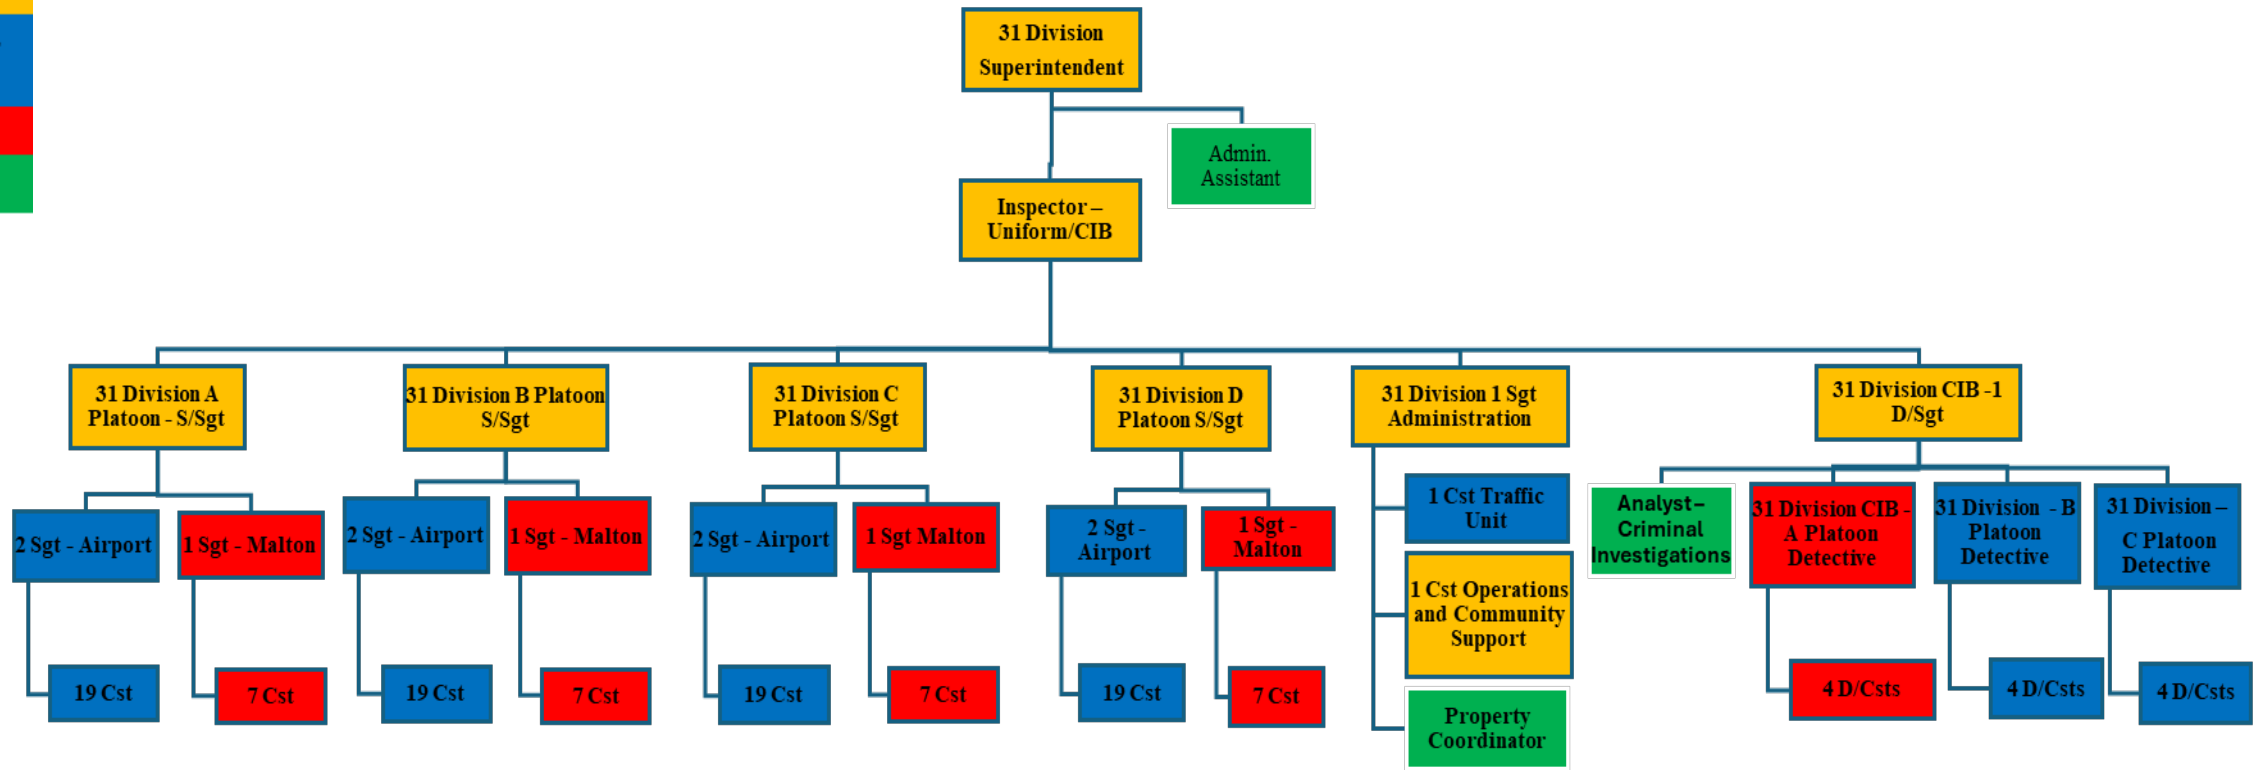 31 Division
Superintendent
Admin.
Assistant
Inspector –
Uniform/CIB
31 Division A
Platoon - S/Sgt
31 Division B Platoon
S/Sgt
31 Division C
Platoon S/Sgt
31 Division D
Platoon S/Sgt
31 Division 1 Sgt
Administration
31 Division CIB -1
D/Sgt
2 Sgt - Airport
1 Sgt - Malton
2 Sgt - Airport
1 Sgt - Malton
2 Sgt - Airport
1 Sgt Malton
2 Sgt -
Airport
1 Sgt -
Malton
1 Cst Traffic
Unit
1 Cst Operations
and Community
Support
Property
Coordinator
Analyst –
Criminal
Investigations
31 Division CIB -
A Platoon
Detective
31 Division - B
Platoon
Detective
31 Division –
C Platoon
Detective
19 Cst
7 Cst
19 Cst
7 Cst
19 Cst
7 Cst
19 Cst
7 Cst
4 D/Csts
4 D/Csts
4 D/Csts